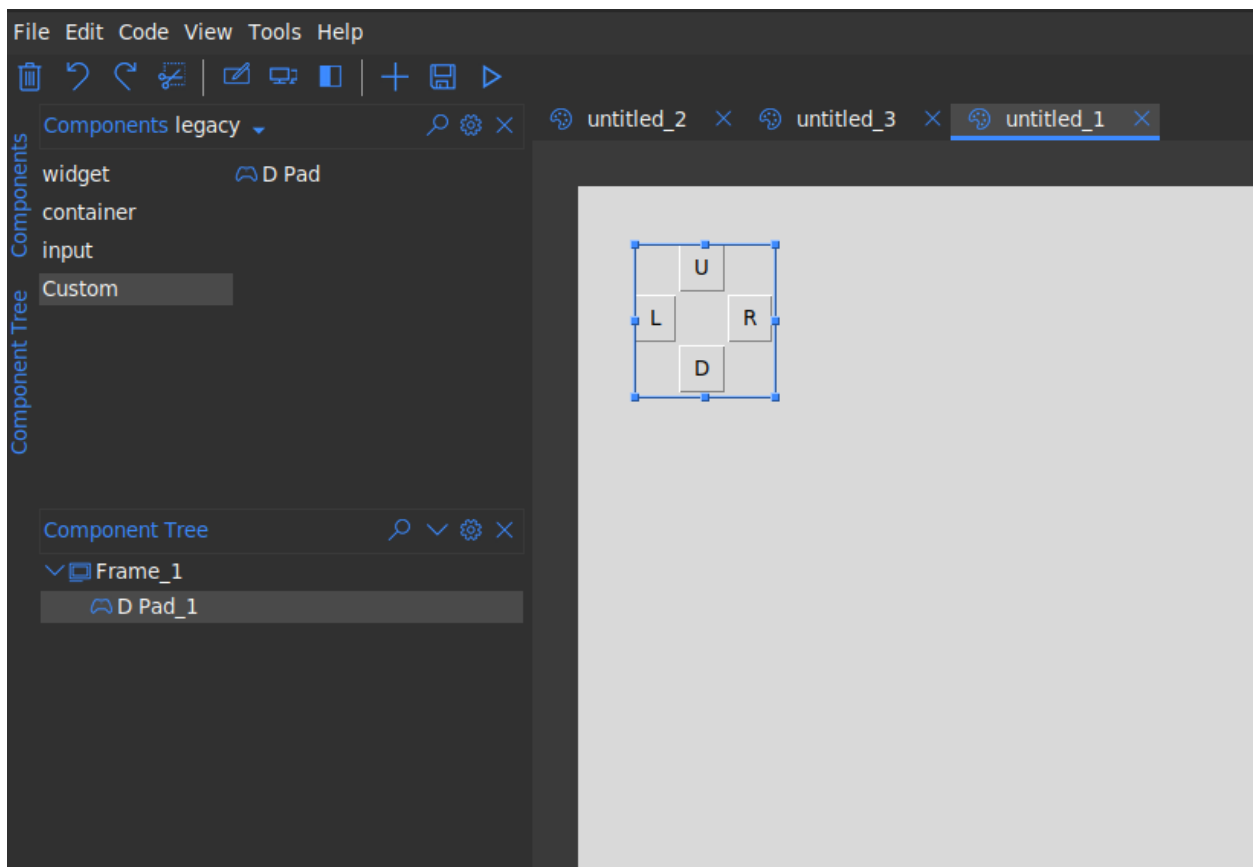 File Edit Code View Tools Help
Components legacy
untitled_2 untitled_3 untitled_1
Components
Component Tree
widget D Pad
container
input
Custom
U
L R
D
Component Tree
Frame_1
D Pad_1